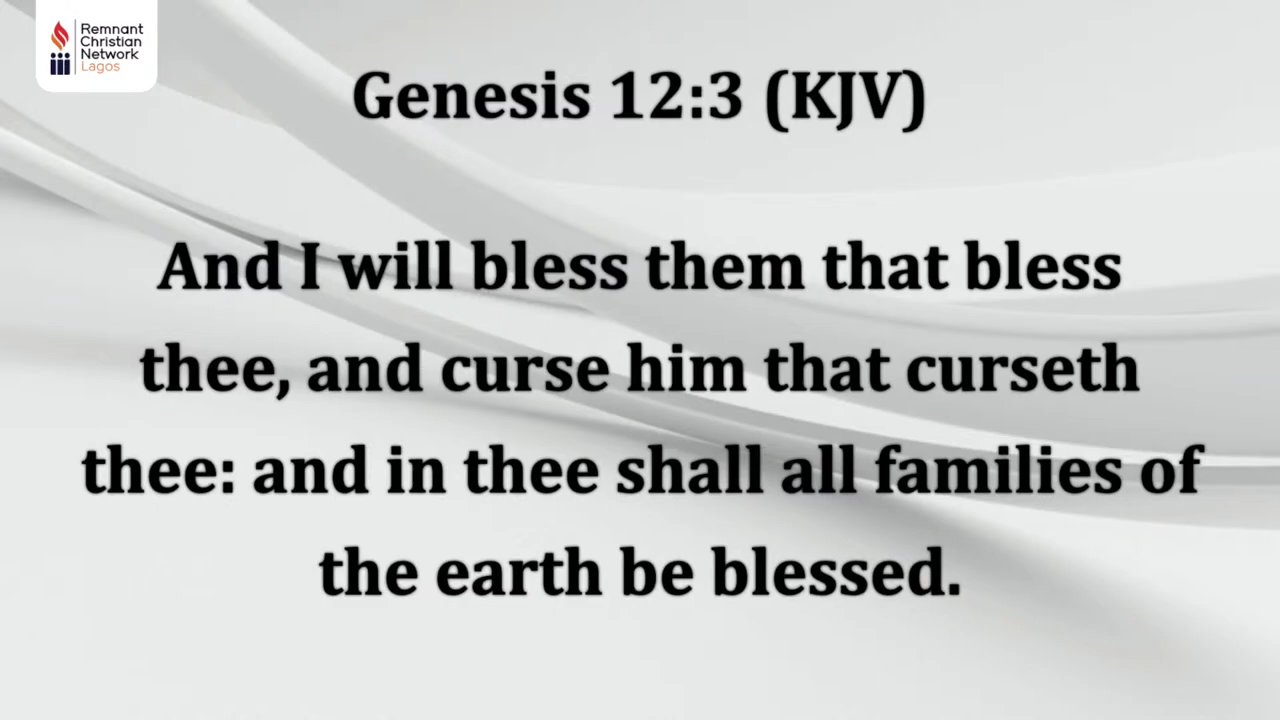 Remnant
Christian
Network
Lagos
Genesis 12:3 (KJV)
And I will bless them that bless
thee, and curse him that curseth
thee: and in thee shall all families of
the earth be blessed.